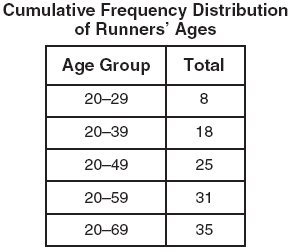 Cumulative Frequency Distribution
of Runners' Ages
Age Group Total
20–29 8
20–39 18
20–49 25
20–59 31
20–69 35